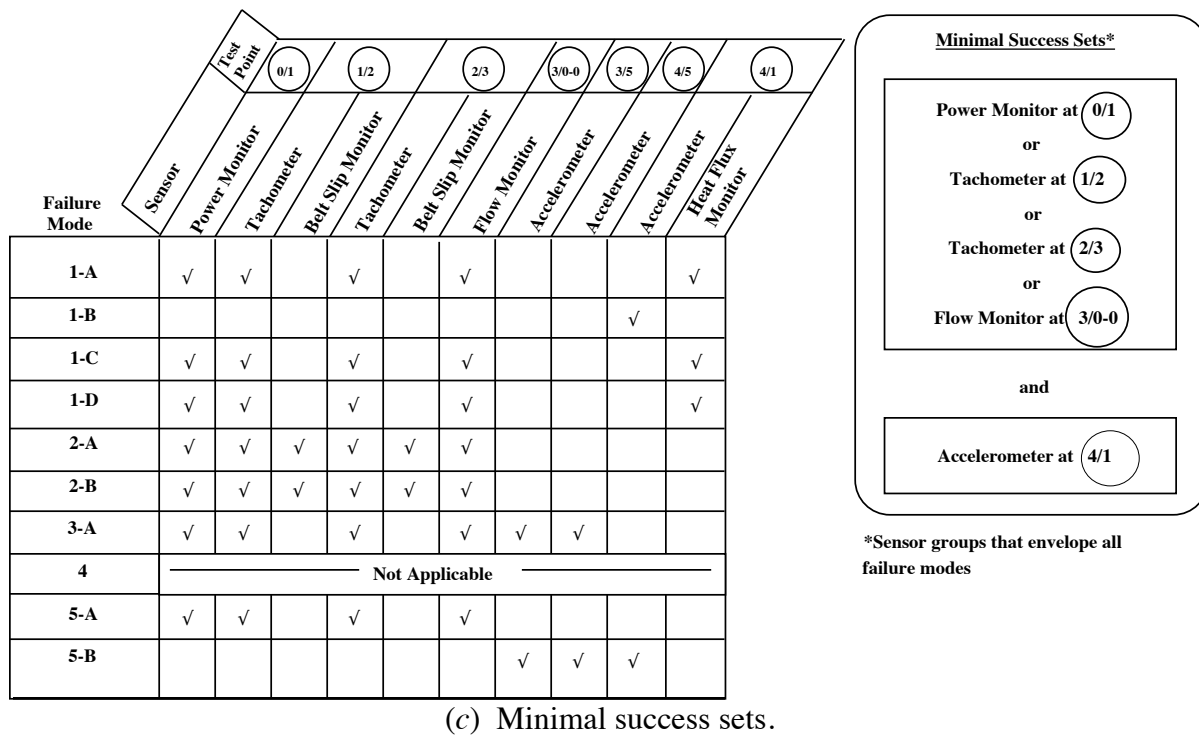 Test
Point
0/1
1/2
2/3
3/0-0
3/5
4/5
4/1
Sensor
Power Monitor
Tachometer
Belt Slip Monitor
Tachometer
Belt Slip Monitor
Flow Monitor
Accelerometer
Accelerometer
Accelerometer
Heat Flux
Monitor
Failure
Mode
1-A √ √ √ √ √
1-B √
1-C √ √ √ √ √
1-D √ √ √ √ √
2-A √ √ √ √ √ √
2-B √ √ √ √ √ √
3-A √ √ √ √ √ √
4 Not Applicable
5-A √ √ √ √
5-B √ √ √
Minimal Success Sets*
Power Monitor at 0/1
or
Tachometer at 1/2
or
Tachometer at 2/3
or
Flow Monitor at 3/0-0
and
Accelerometer at 4/1
*Sensor groups that envelope all
failure modes
(c) Minimal success sets.